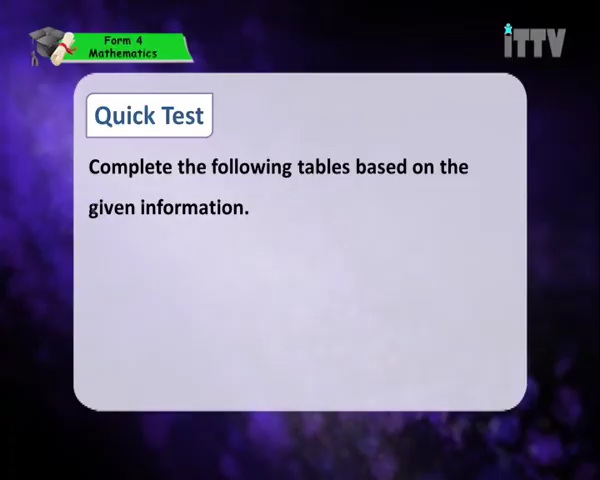 Form 4
Mathematics
iTTV
Quick Test
Complete the following tables based on the
given information.